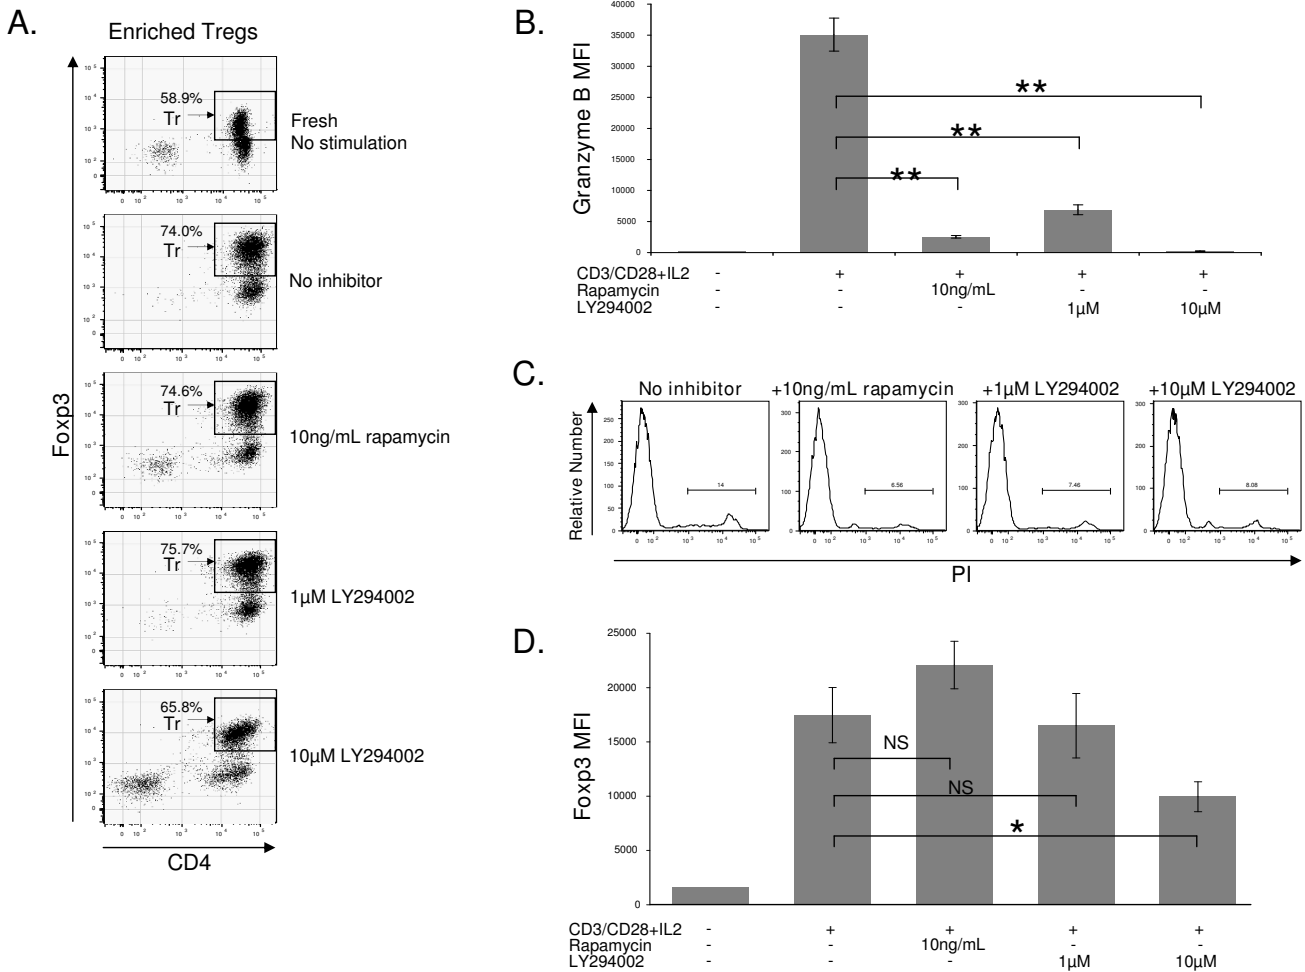 A.
Enriched Tregs
58.9%
Tr
Fresh
No stimulation
74.0%
Tr
No inhibitor
74.6%
Tr
10ng/mL rapamycin
75.7%
Tr
1µM LY294002
65.8%
Tr
10µM LY294002
Foxp3
CD4
B.
Granzyme B MFI
40000
35000
30000
25000
20000
15000
10000
5000
0
**
**
**
CD3/CD28+IL2 - + + + +
Rapamycin - - 10ng/mL - -
LY294002 - - - 1µM 10µM
C.
No inhibitor +10ng/mL rapamycin +1µM LY294002 +10µM LY294002
Relative Number
14 6.56 7.46 8.08
PI
D.
Foxp3 MFI
25000
20000
15000
10000
5000
0
NS
NS
*
CD3/CD28+IL2 - + + + +
Rapamycin - - 10ng/mL - -
LY294002 - - - 1µM 10µM